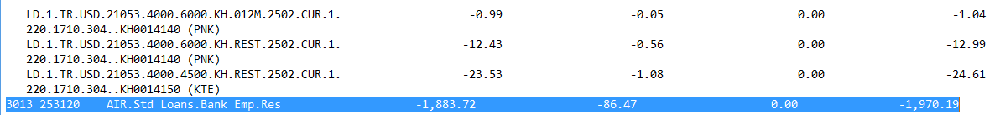 LD.1.TR.USD.21053.4000.6000.KH.012M.2502.CUR.1. -0.99 -0.05 0.00 -1.04
220.1710.304..KH0014140 (PNK)
LD.1.TR.USD.21053.4000.6000.KH.REST.2502.CUR.1. -12.43 -0.56 0.00 -12.99
220.1710.304..KH0014140 (PNK)
LD.1.TR.USD.21053.4000.4500.KH.REST.2502.CUR.1. -23.53 -1.08 0.00 -24.61
220.1710.304..KH0014150 (KTE)
3013 253120 AIR.Std Loans.Bank Emp.Res -1,883.72 -86.47 0.00 -1,970.19